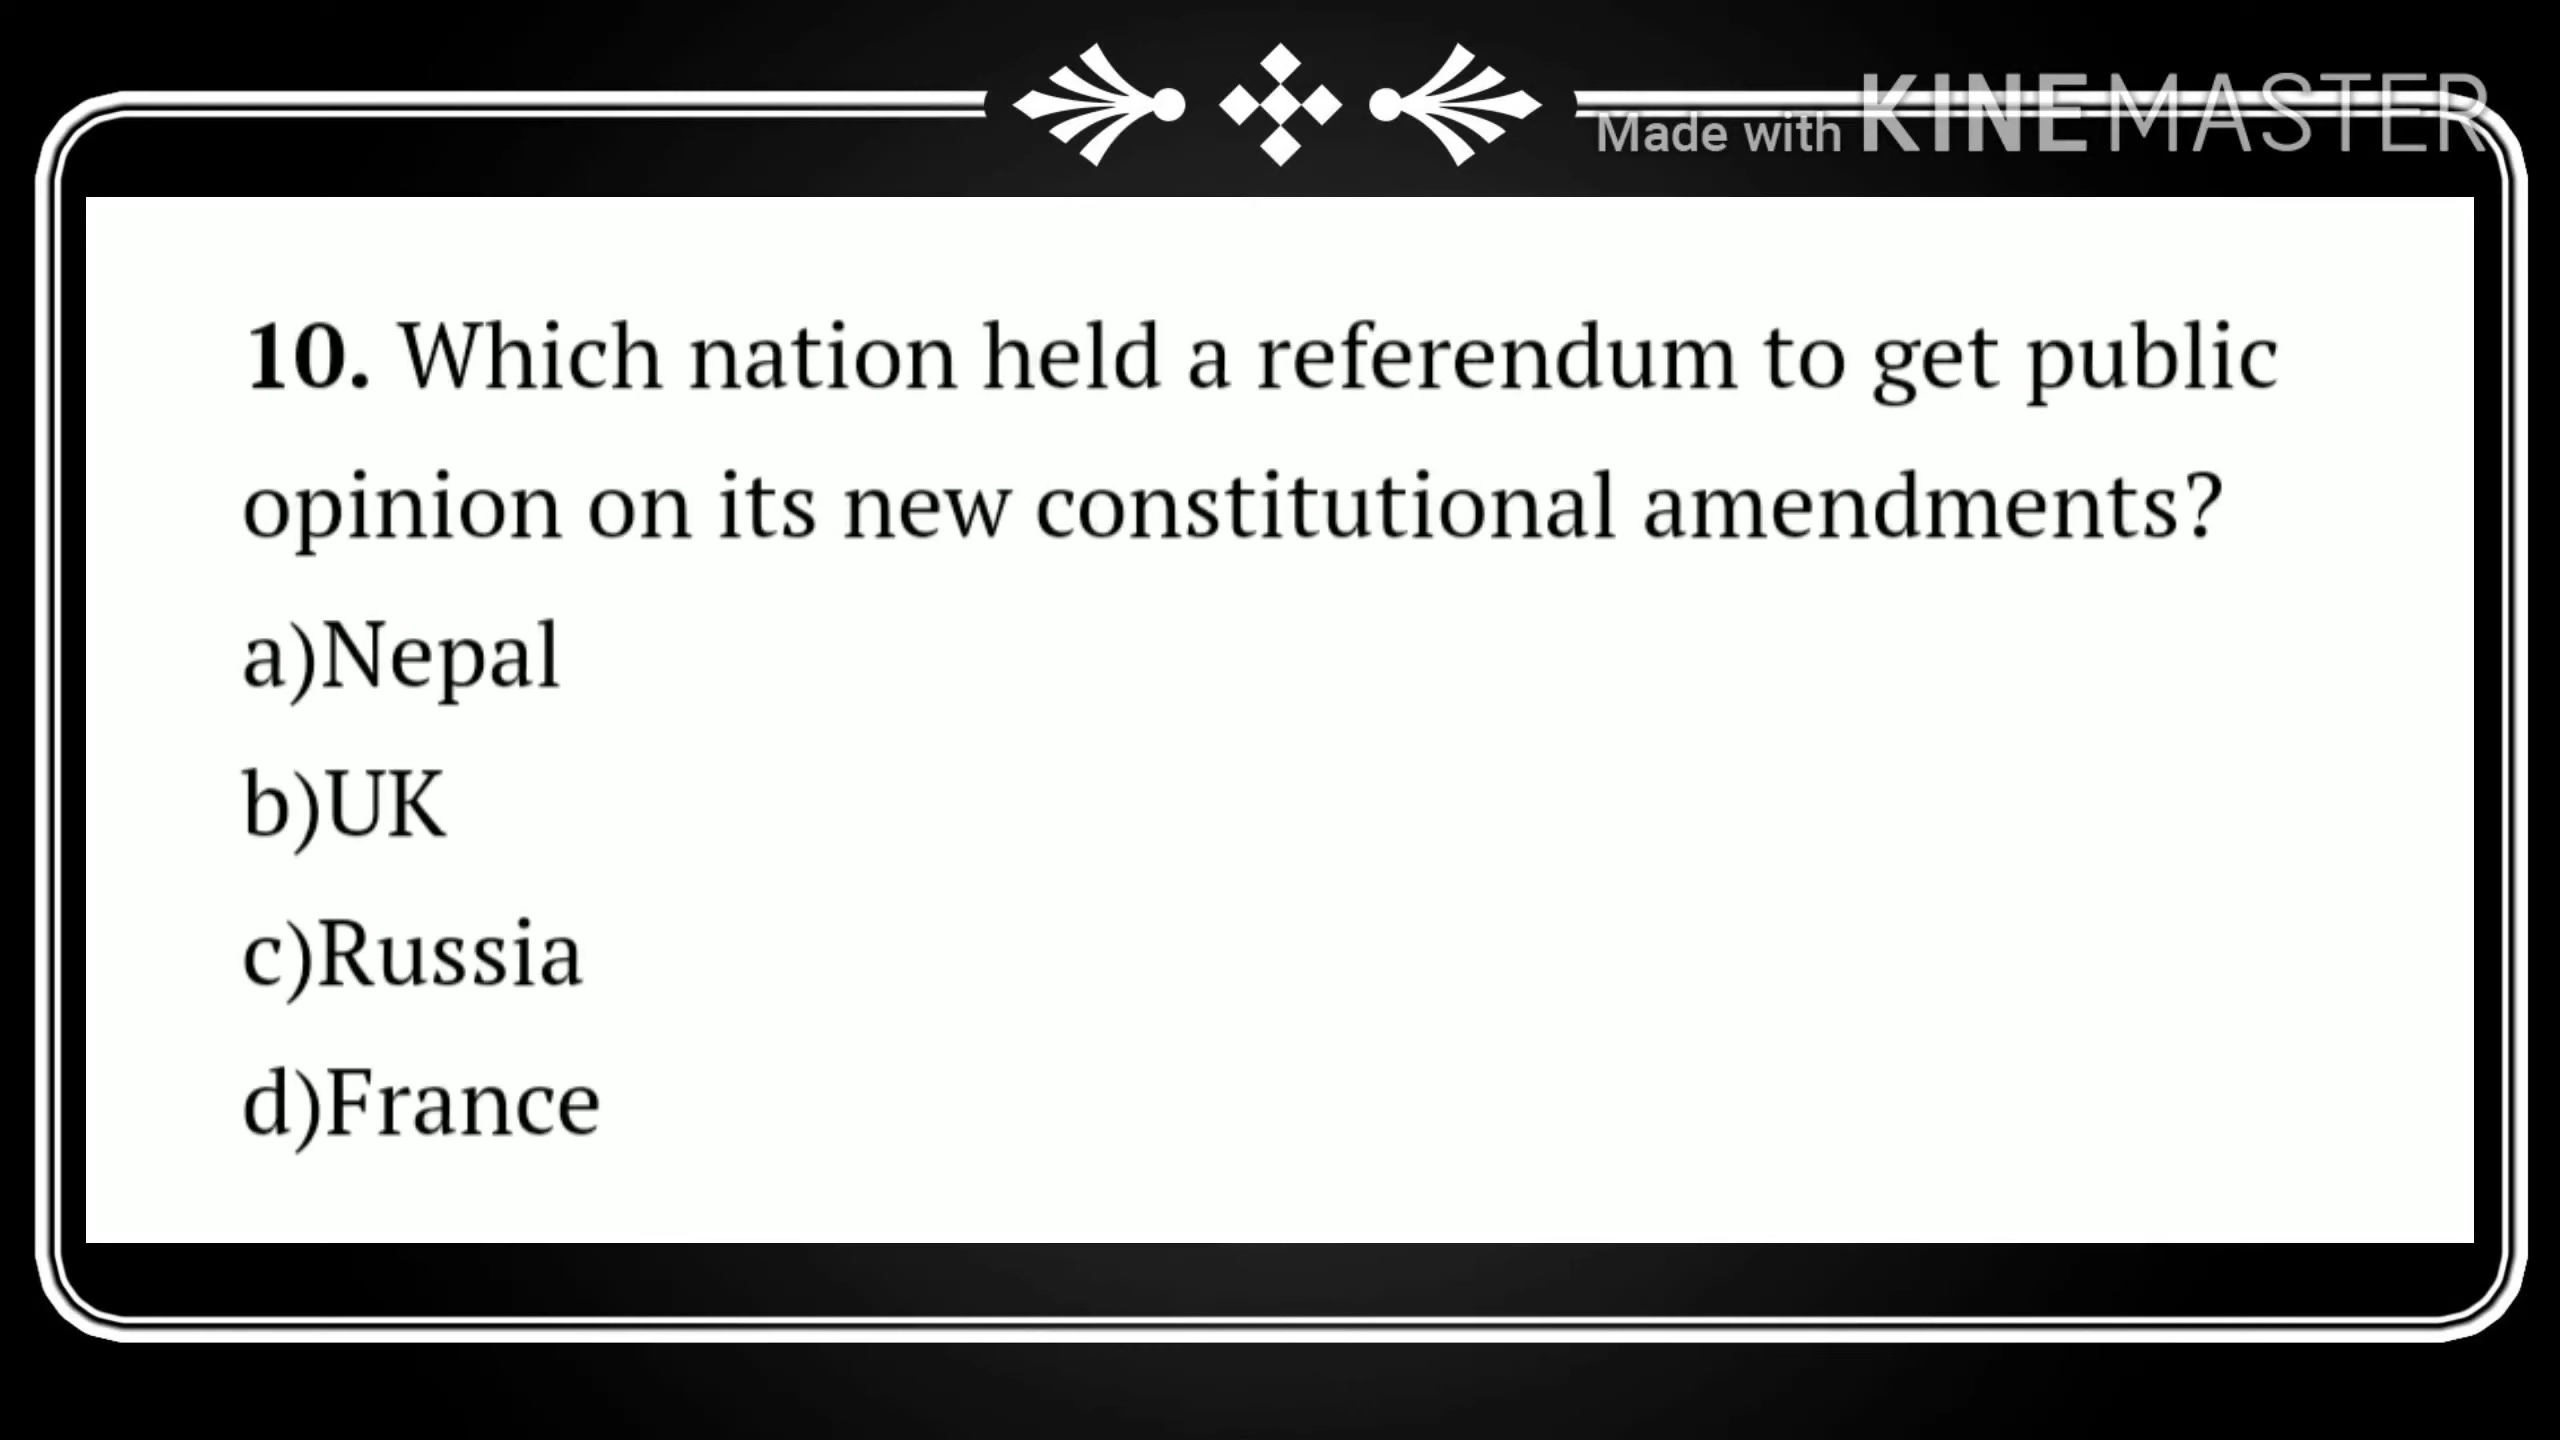 Made with KINEMASTER
10. Which nation held a referendum to get public
opinion on its new constitutional amendments?
a)Nepal
b)UK
c)Russia
d)France